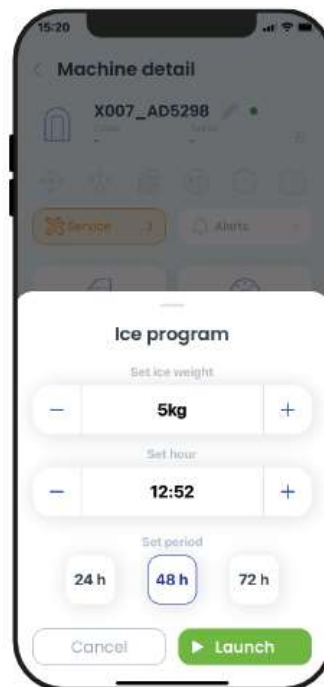 15:20
Machine detail
X007_AD5298
- -
Service
Alerts
Ice program
Set ice weight
− 5kg +
Set hour
− 12:52 +
Set period
24 h 48 h 72 h
Cancel Launch